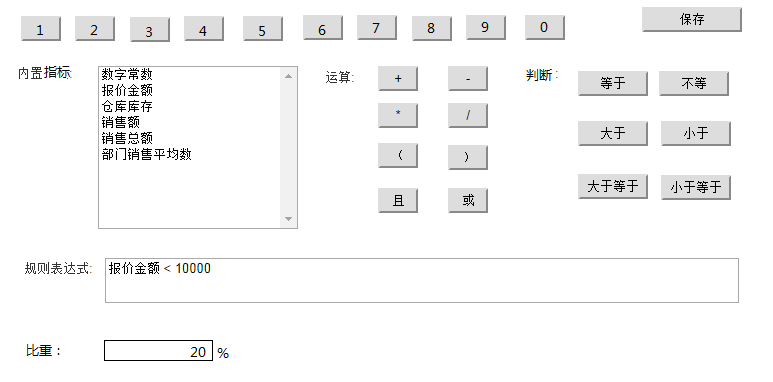 1 2 3 4 5 6 7 8 9 0 保存
内置指标:
数字常数
报价金额
仓库库存
销售额
销售总额
部门销售平均数
运算: + -
* /
（ ）
且 或
判断: 等于 不等
大于 小于
大于等于 小于等于
规则表达式: 报价金额 < 10000
比重： 20 %